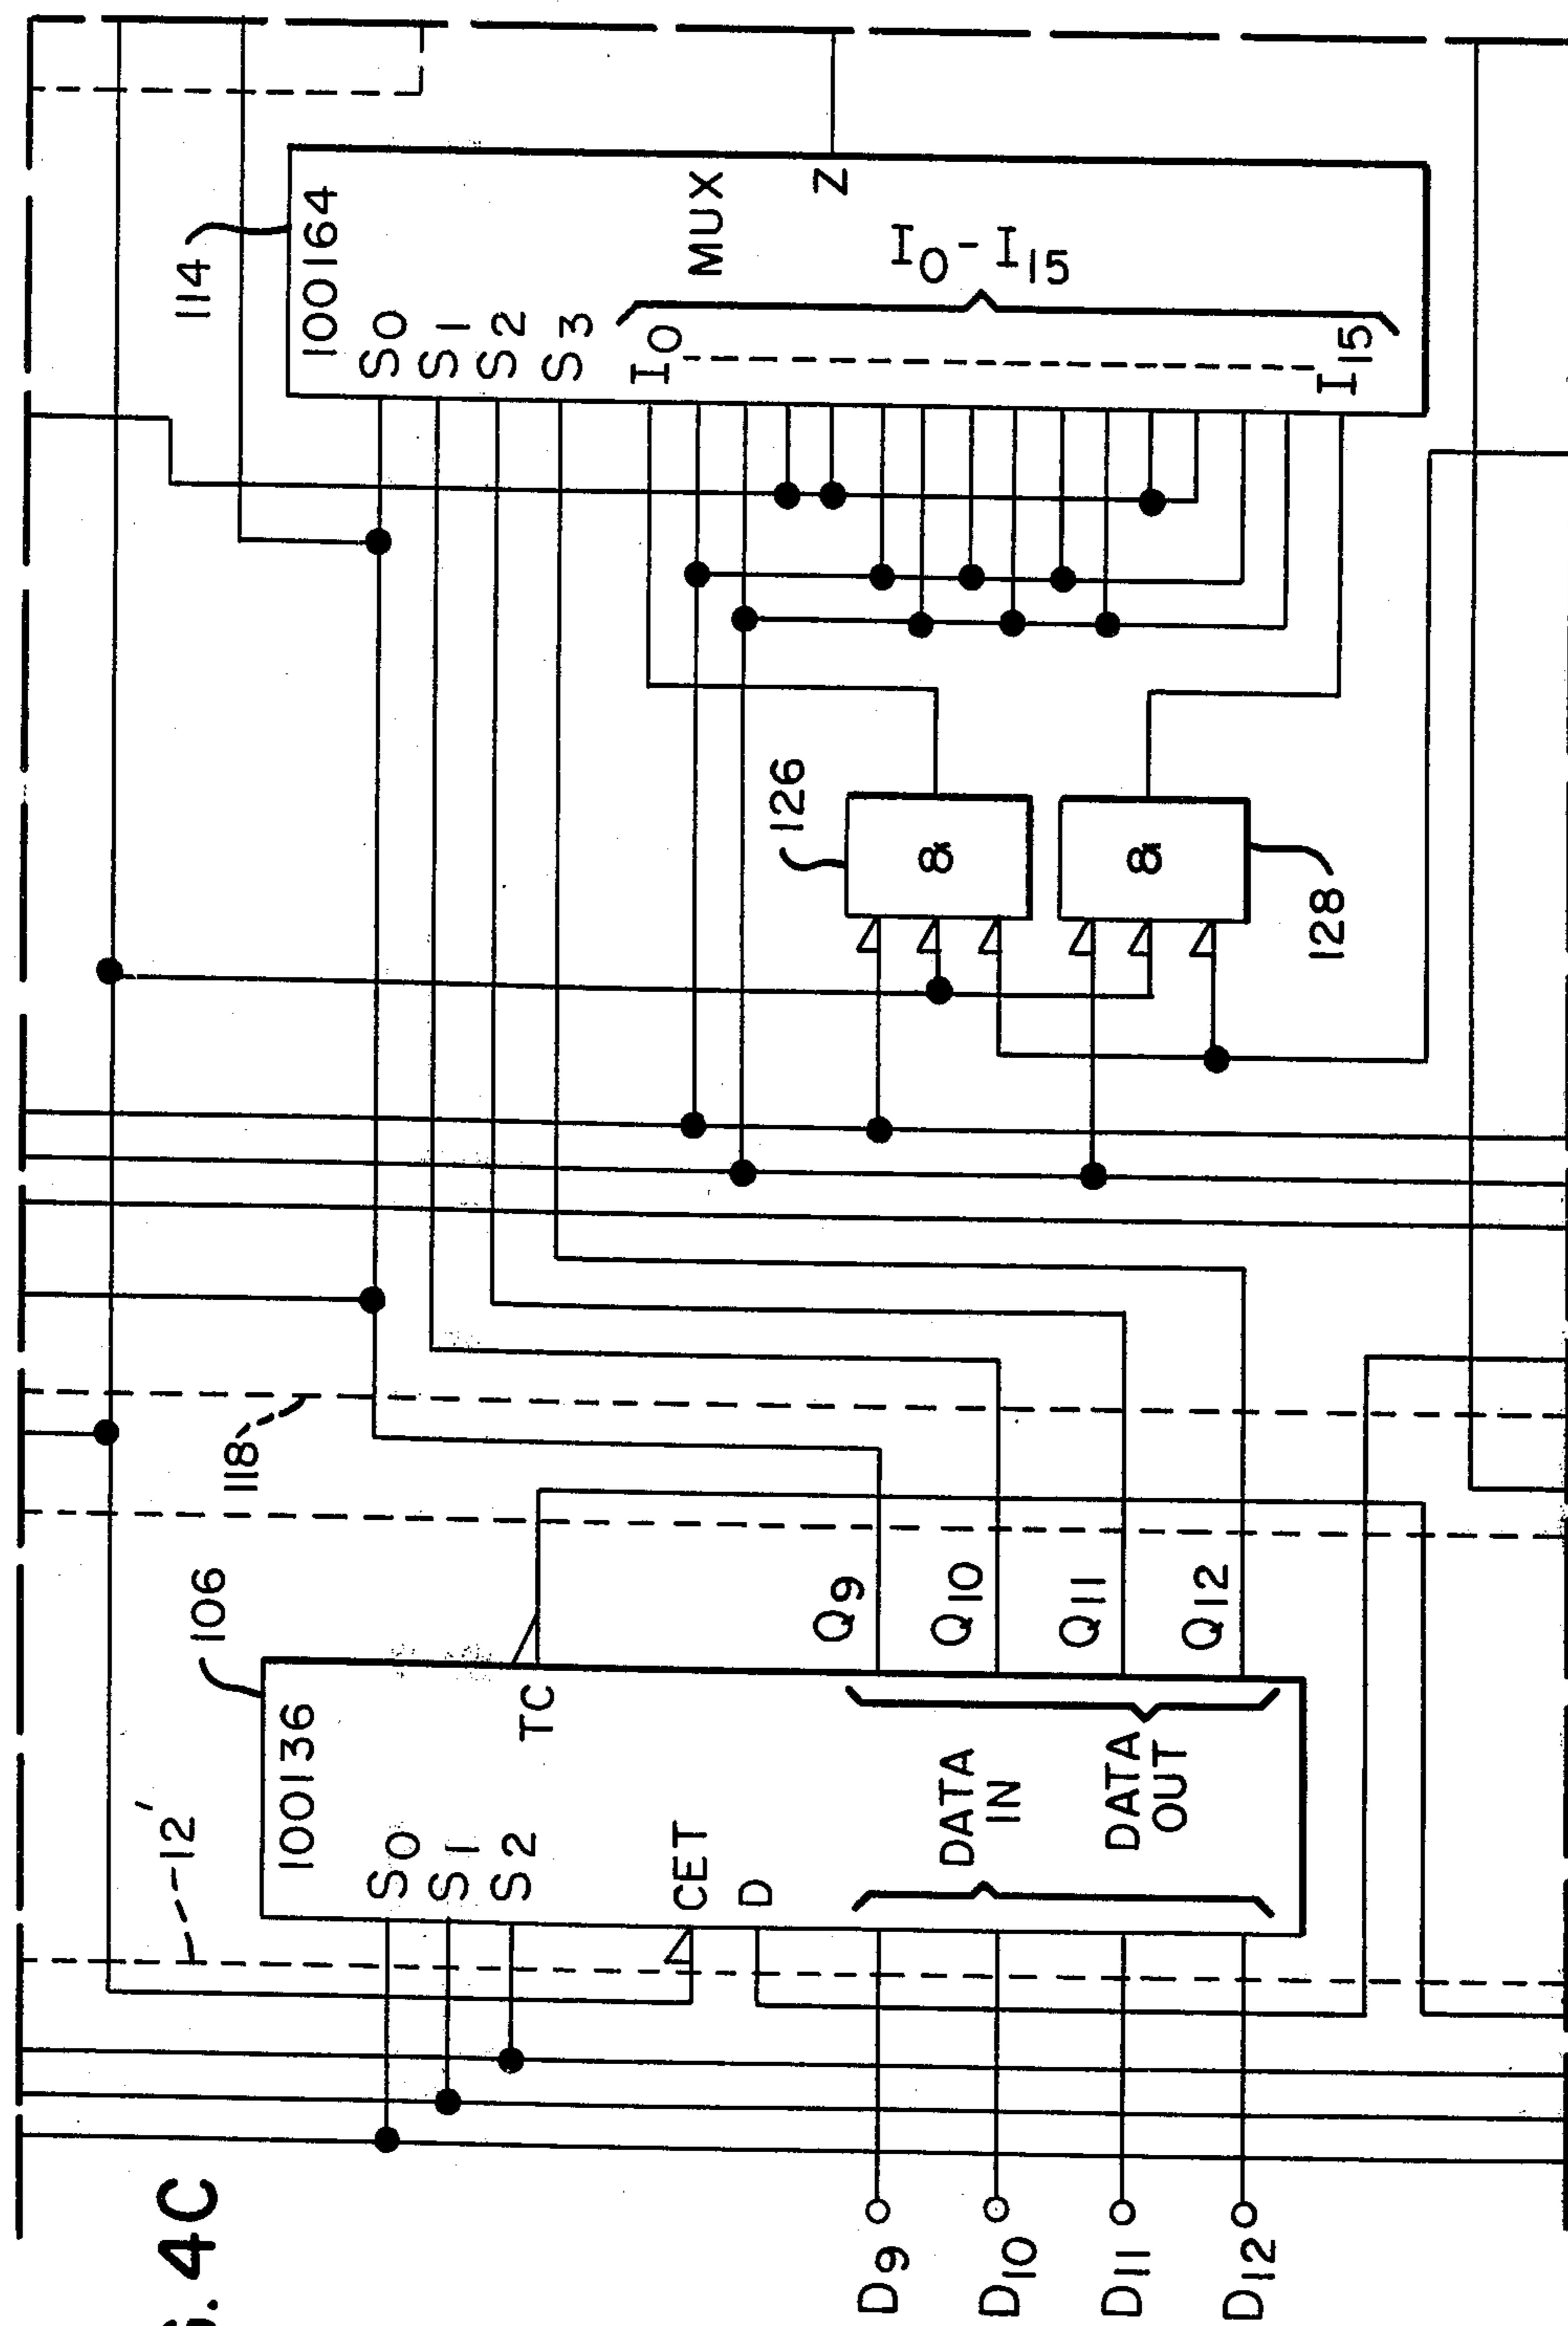 FIG. 4C
12'
106
100136
S0
S1
S2
CET
D
TC
DATA
IN
DATA
OUT
Q9
Q10
Q11
Q12
D9
D10
D11
D12
118
126
&
&
128
114
100164
S0
S1
S2
S3
I0
I15
MUX
I0-I15
Z